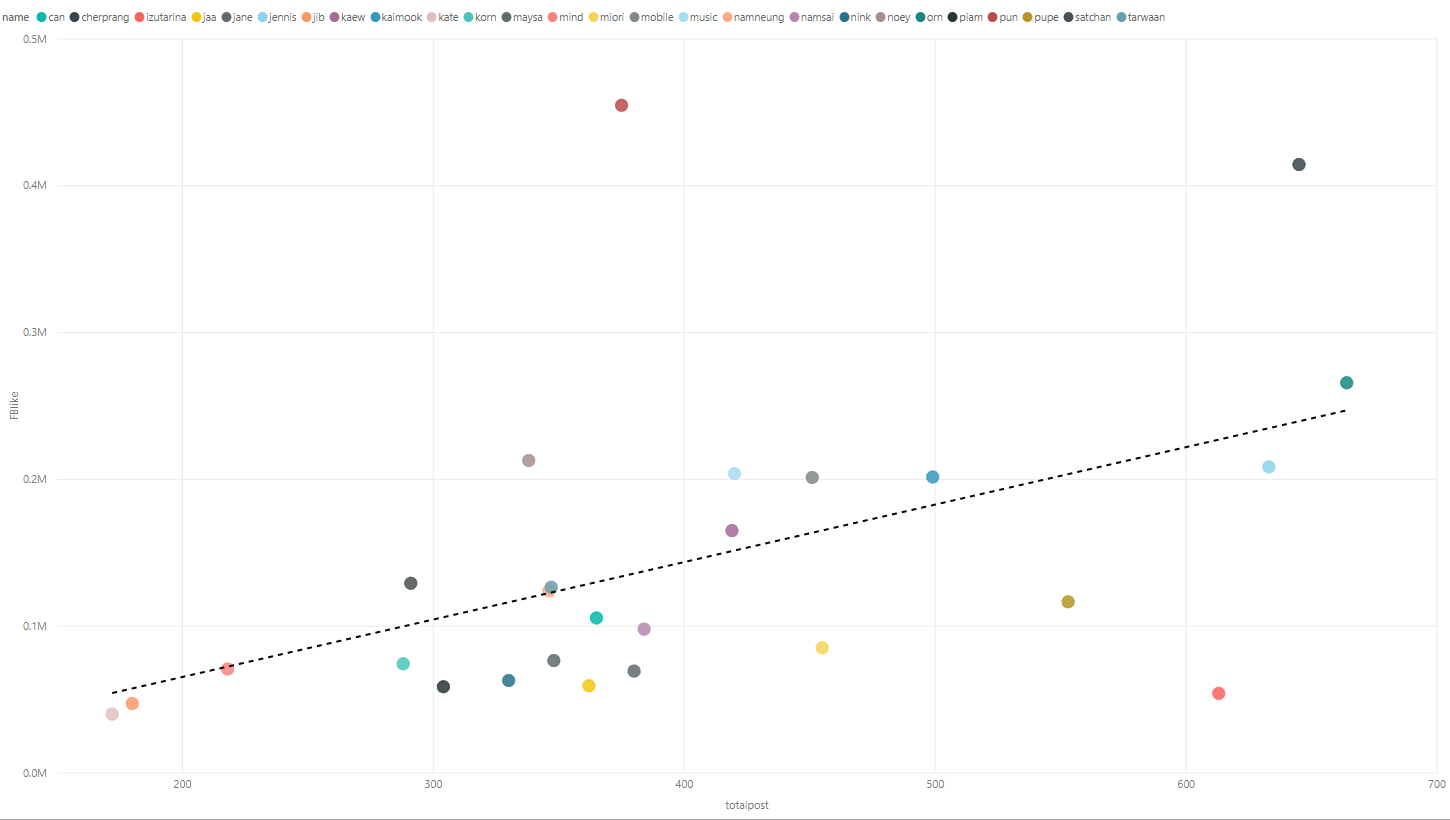 name can cherprang izutarina jaa jane jennis jib kaew kaimook kate korn maysa mind miori mobile music namneung namsai nink noey orn piam pun pupe satchan tarwaan
0.5M
0.4M
0.3M
FBlike
0.2M
0.1M
0.0M
200 300 400 500 600 700
totalpost